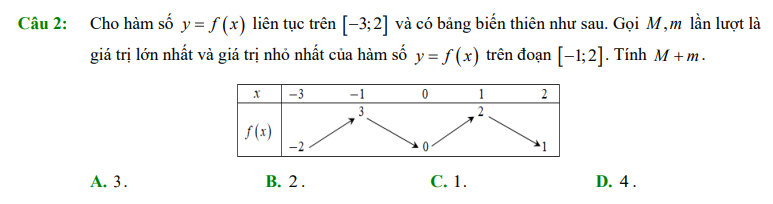 Câu 2: Cho hàm số y = f(x) liên tục trên [−3;2] và có bảng biến thiên như sau. Gọi M,m lần lượt là
giá trị lớn nhất và giá trị nhỏ nhất của hàm số y = f(x) trên đoạn [−1;2]. Tính M + m.
x −3 −1 0 1 2
3 2
f(x)
−2 0 1
A. 3. B. 2. C. 1. D. 4.